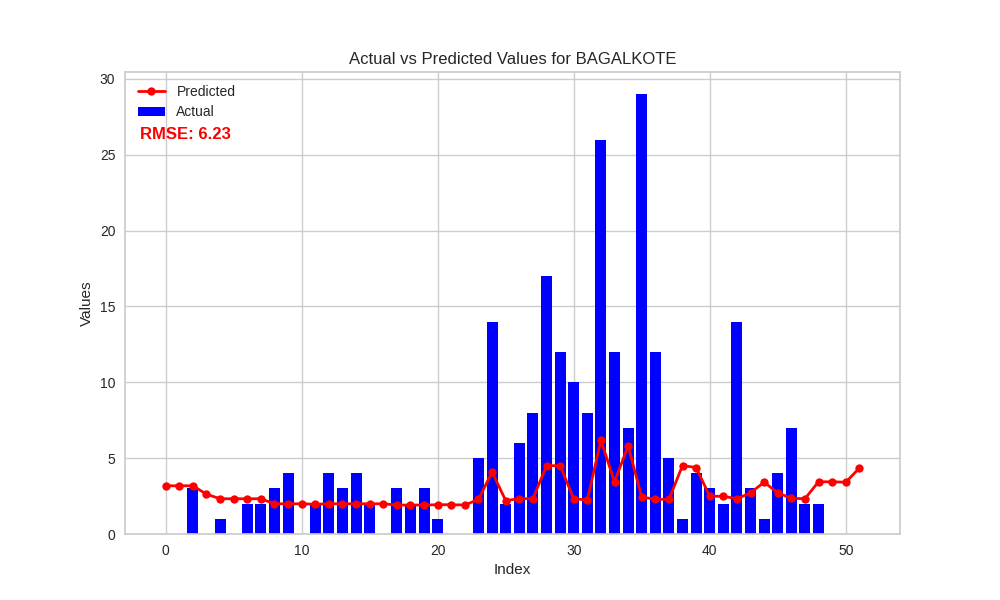 Actual vs Predicted Values for BAGALKOTE
Predicted
Actual
RMSE: 6.23
Values
30
25
20
15
10
5
0
0 10 20 30 40 50
Index